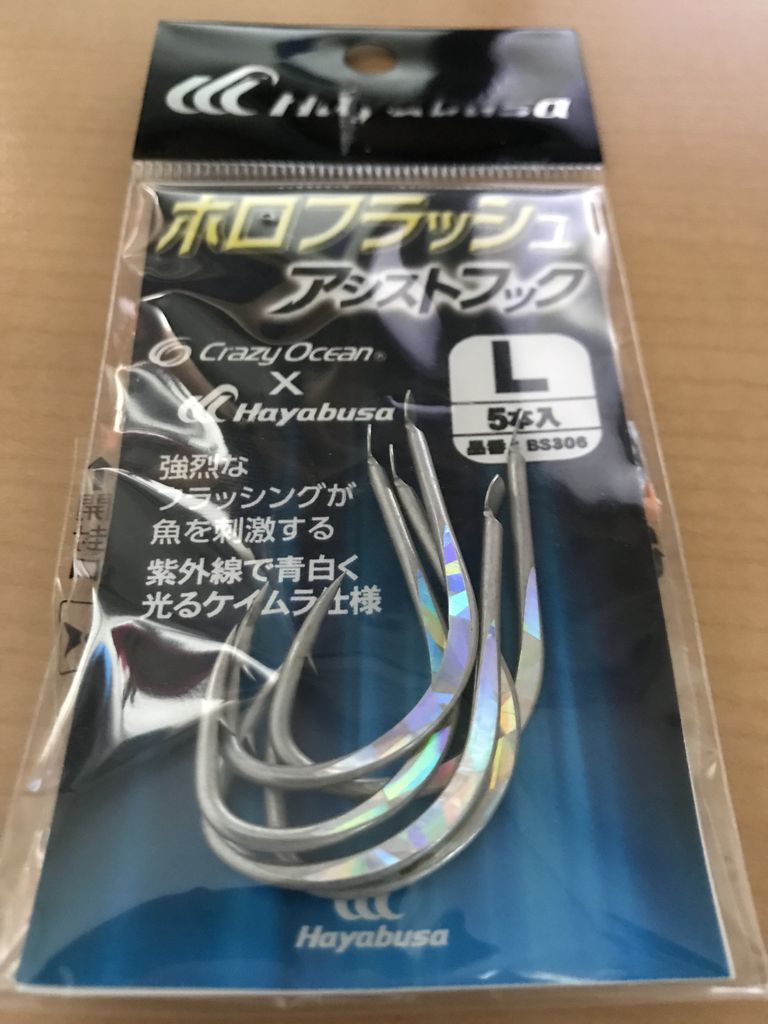 Hayabusa
ホロフラッシュ
アシストフック
Crazy Ocean®
×
Hayabusa
L
5本入
品番：BS306
強烈な
フラッシングが
魚を刺激する
紫外線で青白く
光るケイムラ仕様
Hayabusa